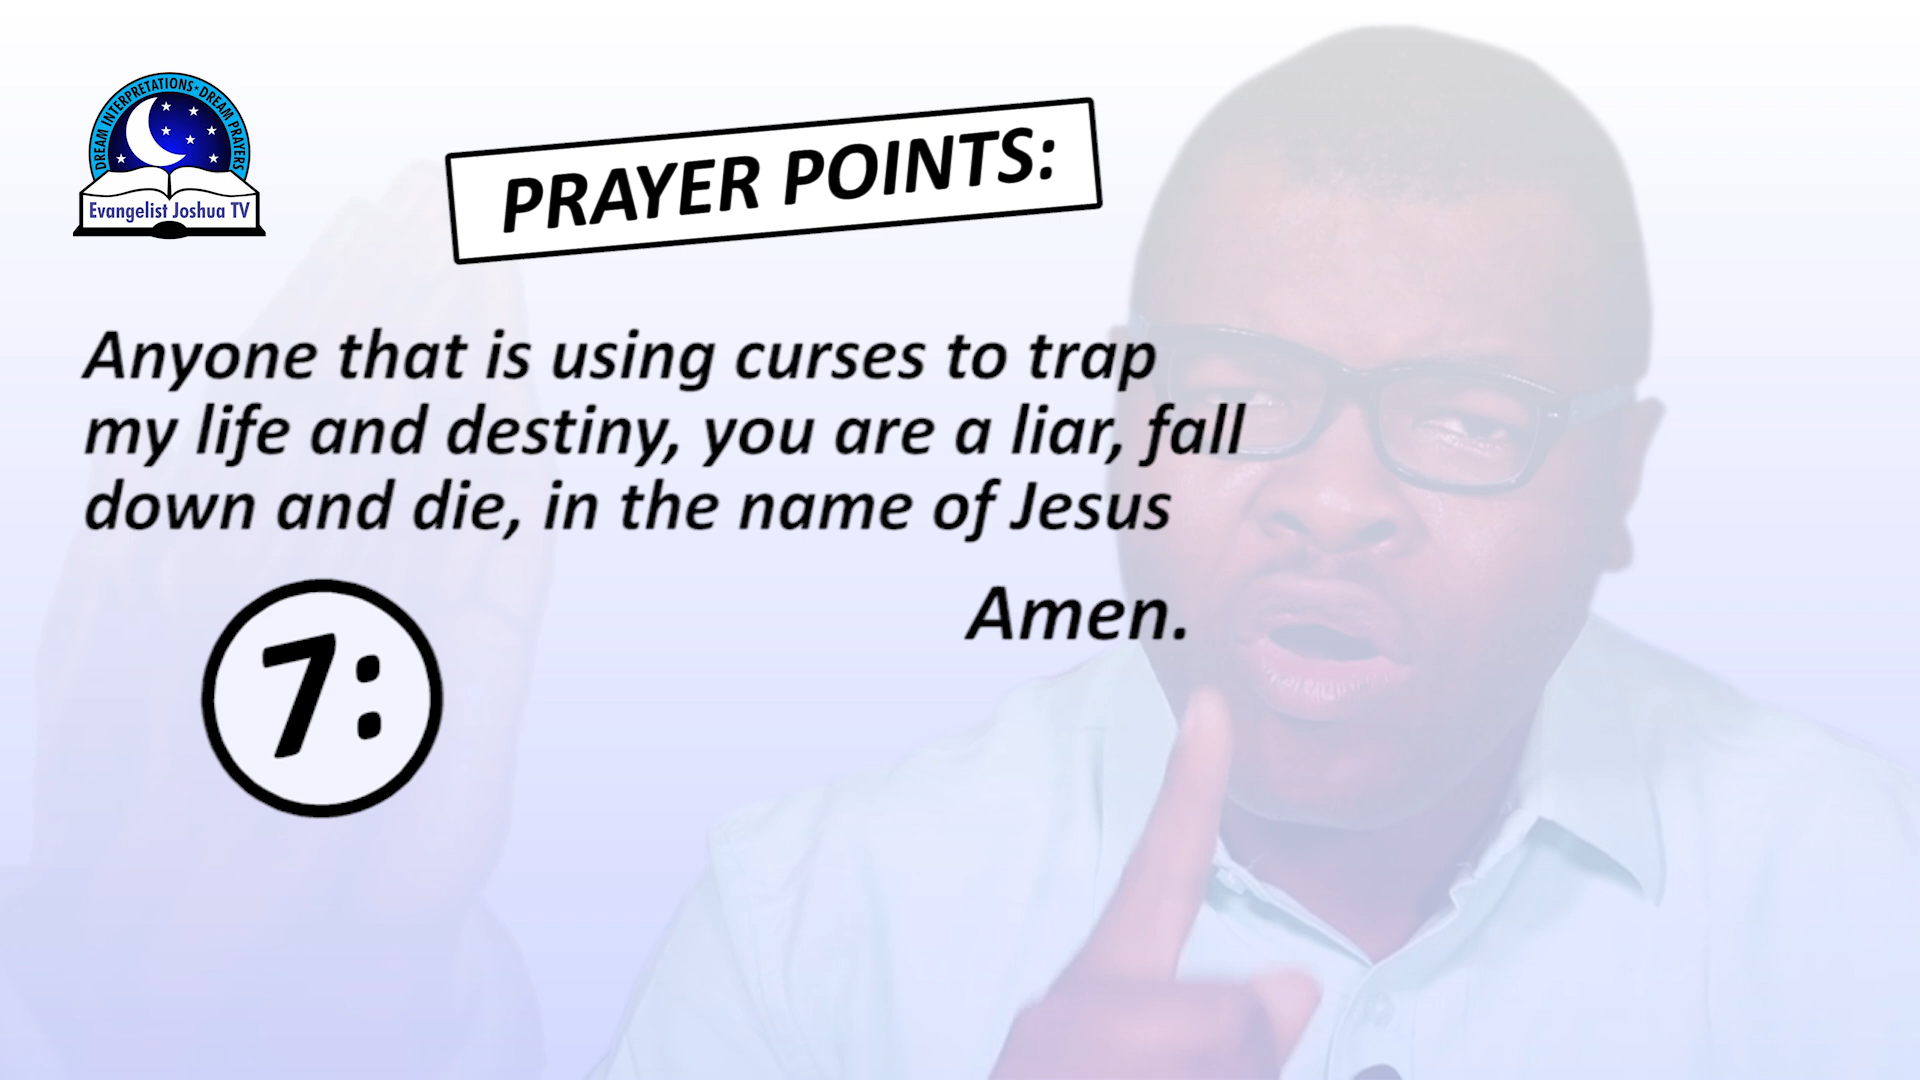 DREAM INTERPRETATIONS • DREAM PRAYERS
Evangelist Joshua TV
PRAYER POINTS:
Anyone that is using curses to trap
my life and destiny, you are a liar, fall
down and die, in the name of Jesus
Amen.
7: